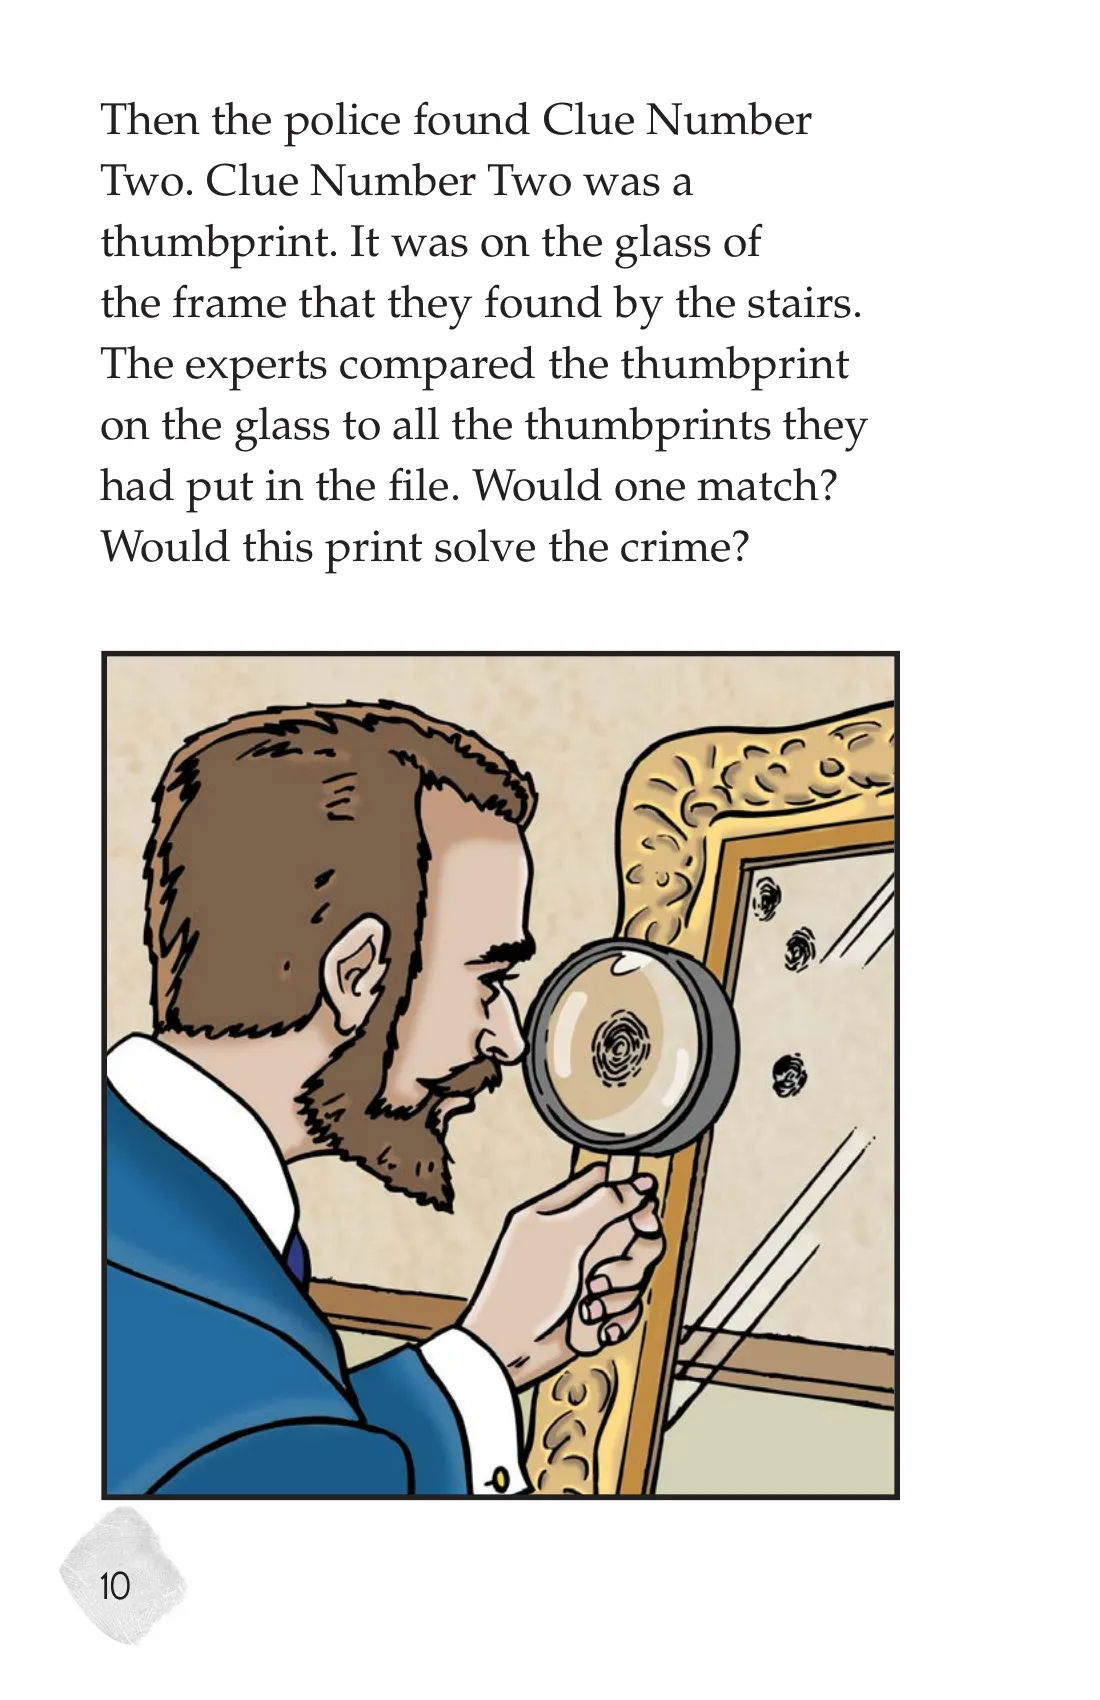 Then the police found Clue Number
Two. Clue Number Two was a
thumbprint. It was on the glass of
the frame that they found by the stairs.
The experts compared the thumbprint
on the glass to all the thumbprints they
had put in the file. Would one match?
Would this print solve the crime?
10